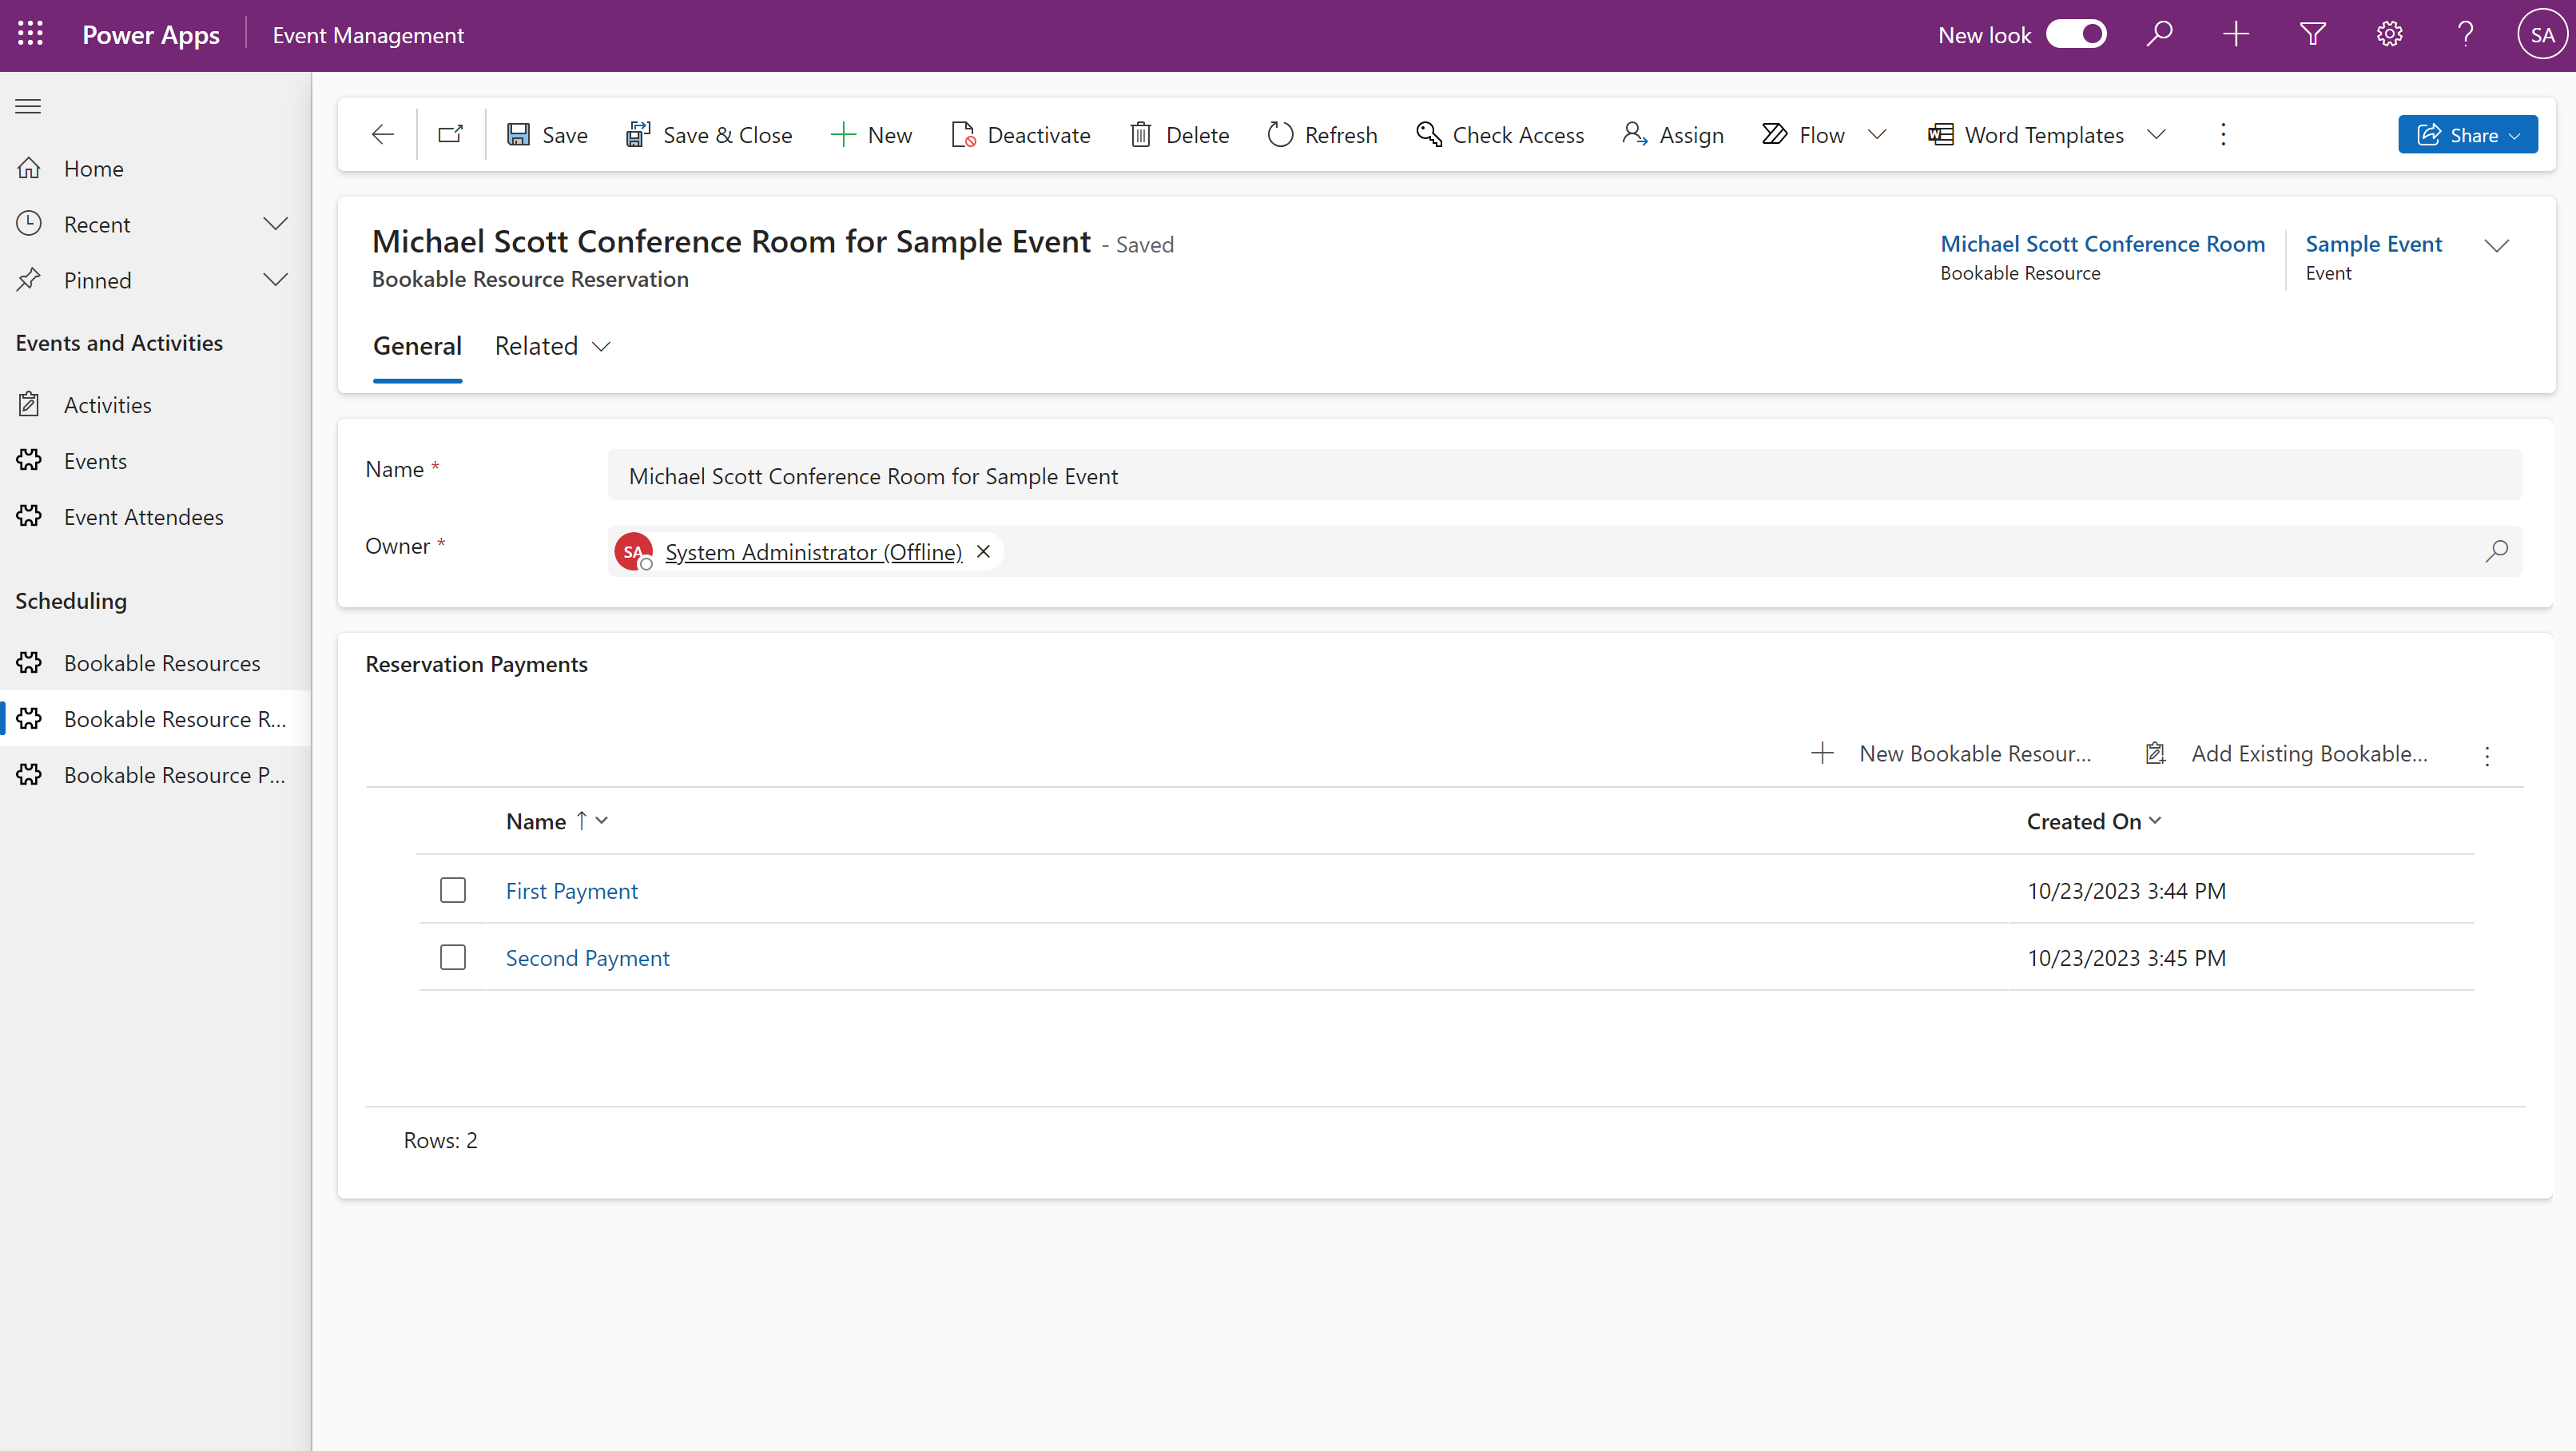 Power Apps
Event Management
New look
SA
Home
Recent
Pinned
Events and Activities
Activities
Events
Event Attendees
Scheduling
Bookable Resources
Bookable Resource R...
Bookable Resource P...
Save
Save & Close
New
Deactivate
Delete
Refresh
Check Access
Assign
Flow
Word Templates
Share
Michael Scott Conference Room for Sample Event - Saved
Bookable Resource Reservation
Michael Scott Conference Room
Bookable Resource
Sample Event
Event
General
Related
Name *
Michael Scott Conference Room for Sample Event
Owner *
SA
System Administrator (Offline)
Reservation Payments
New Bookable Resour...
Add Existing Bookable...
Name
Created On
First Payment
10/23/2023 3:44 PM
Second Payment
10/23/2023 3:45 PM
Rows: 2